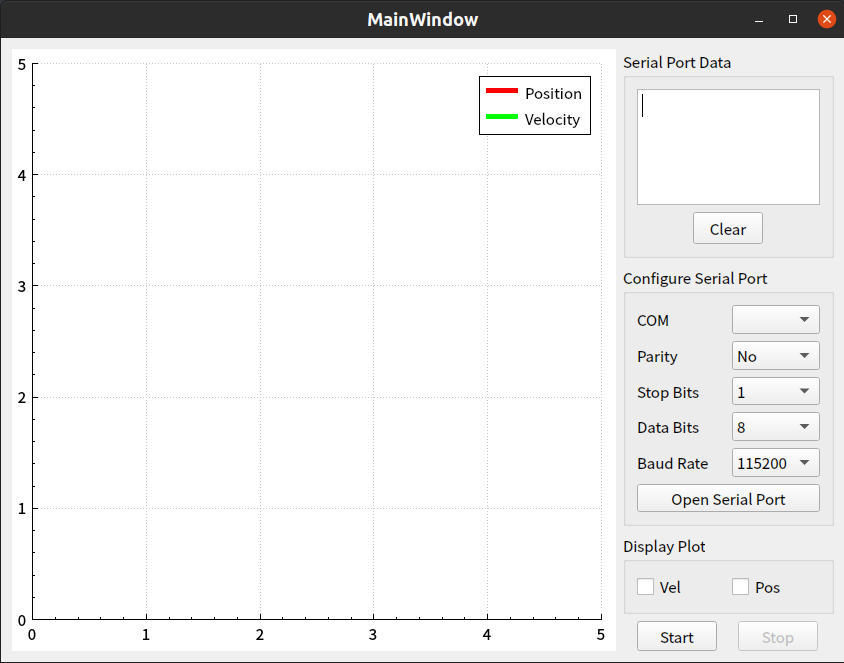 MainWindow
5
4
3
2
1
0
0 1 2 3 4 5
Position
Velocity
Serial Port Data
Clear
Configure Serial Port
COM
Parity No
Stop Bits 1
Data Bits 8
Baud Rate 115200
Open Serial Port
Display Plot
Vel Pos
Start Stop